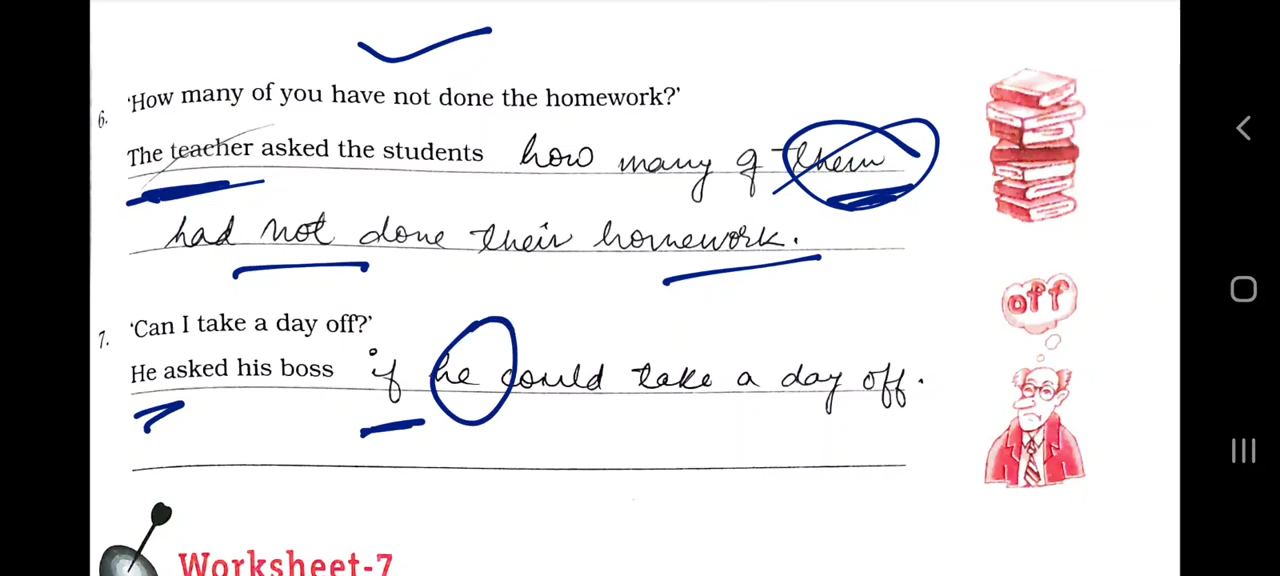 6. 'How many of you have not done the homework?'
The teacher asked the students how many of them
had not done their homework.
off
7. 'Can I take a day off?'
He asked his boss if he could take a day off.
Worksheet-7